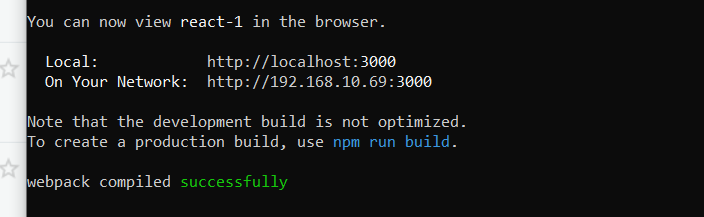 You can now view react-1 in the browser.
Local: http://localhost:3000
On Your Network: http://192.168.10.69:3000
Note that the development build is not optimized.
To create a production build, use npm run build.
webpack compiled successfully